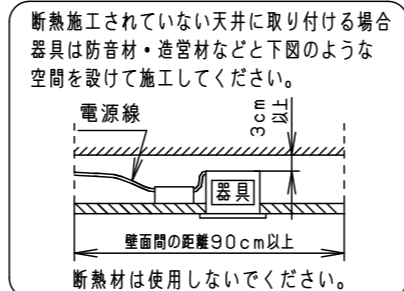 断熱施工されていない天井に取り付ける場合
器具は防音材・造営材などと下図のような
空間を設けて施工してください。
電源線
3cm
以上
器具
壁面間の距離90cm以上
断熱材は使用しないでください。